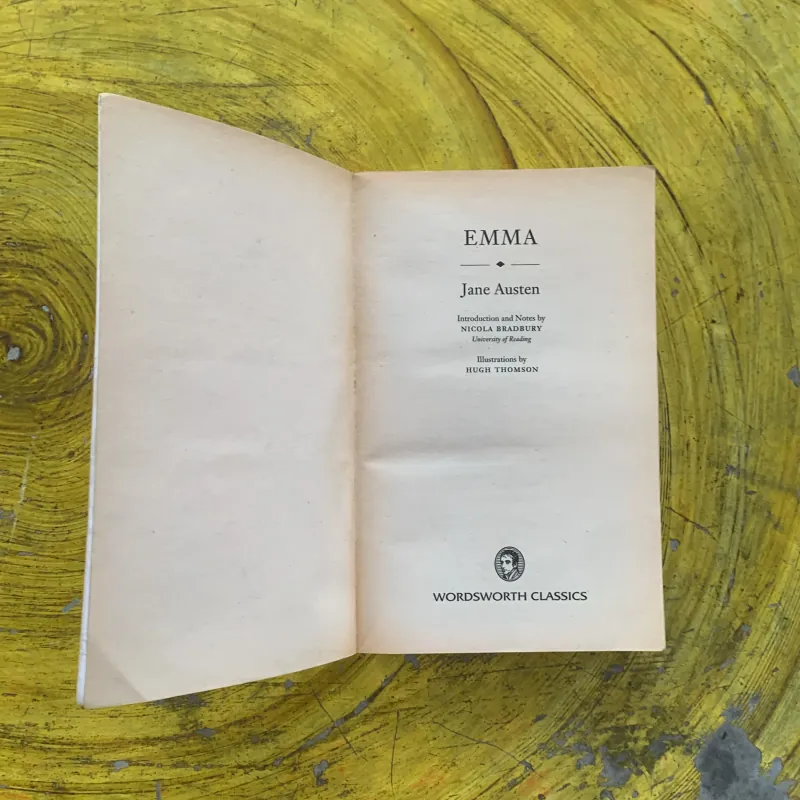 EMMA
Jane Austen
Introduction and Notes by
NICOLA BRADBURY
University of Reading
Illustrations by
HUGH THOMSON
WORDSWORTH CLASSICS